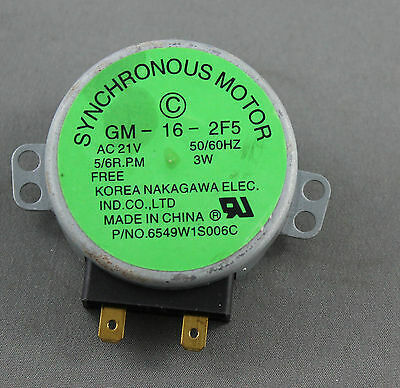 SYNCHRONOUS MOTOR
©
GM - 16 - 2F5
AC 21V 50/60HZ
5/6R.P.M 3W
FREE
KOREA NAKAGAWA ELEC.
IND.CO.,LTD
MADE IN CHINA ® RU
P/NO.6549W1S006C